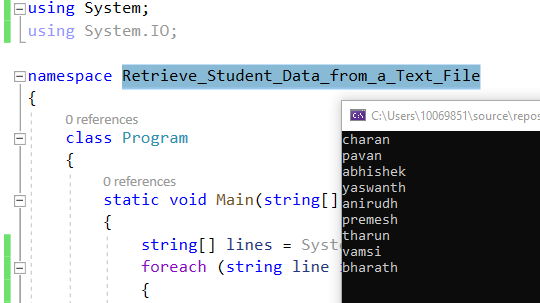 using System;
using System.IO;
namespace Retrieve_Student_Data_from_a_Text_File
{
0 references
class Program
{
0 references
static void Main(string[]
{
string[] lines = Syst
foreach (string line
{
C:\Users\10069851\source\repos
charan
pavan
abhishek
yaswanth
anirudh
premesh
tharun
vamsi
bharath